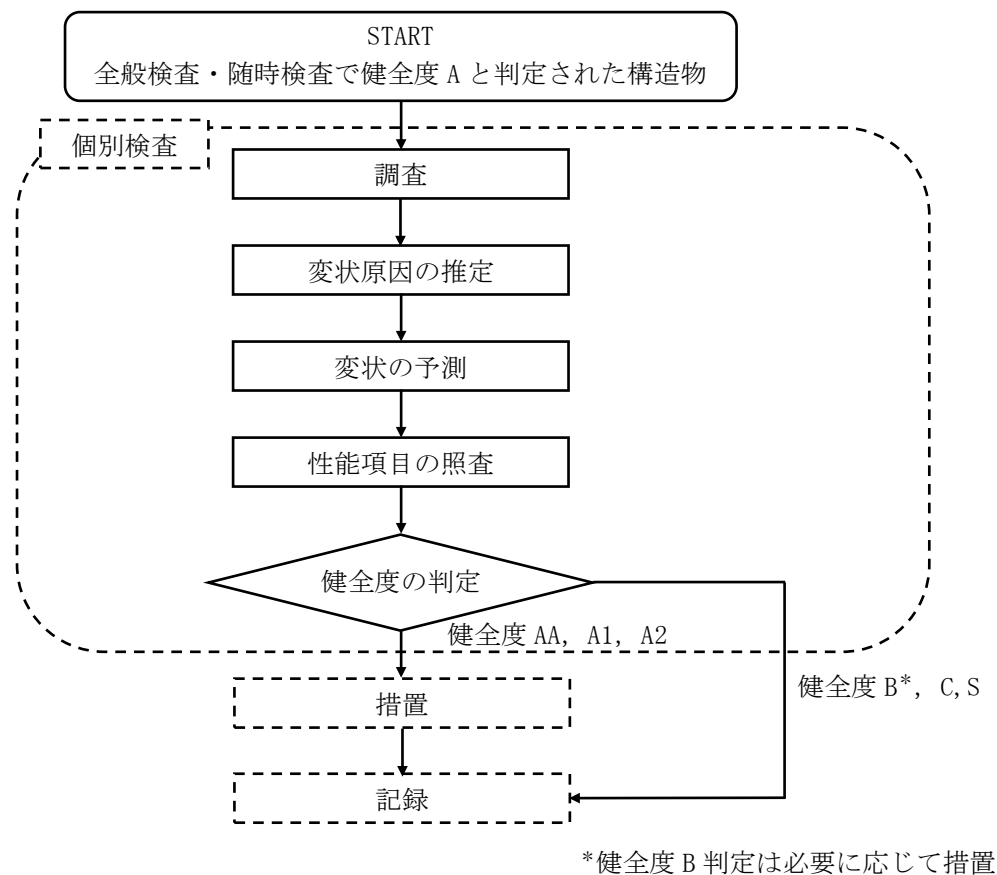 START
全般検査・随時検査で健全度 A と判定された構造物
個別検査
調査
変状原因の推定
変状の予測
性能項目の照査
健全度の判定
健全度 AA, A1, A2
健全度 B*, C,S
措置
記録
*健全度 B 判定は必要に応じて措置